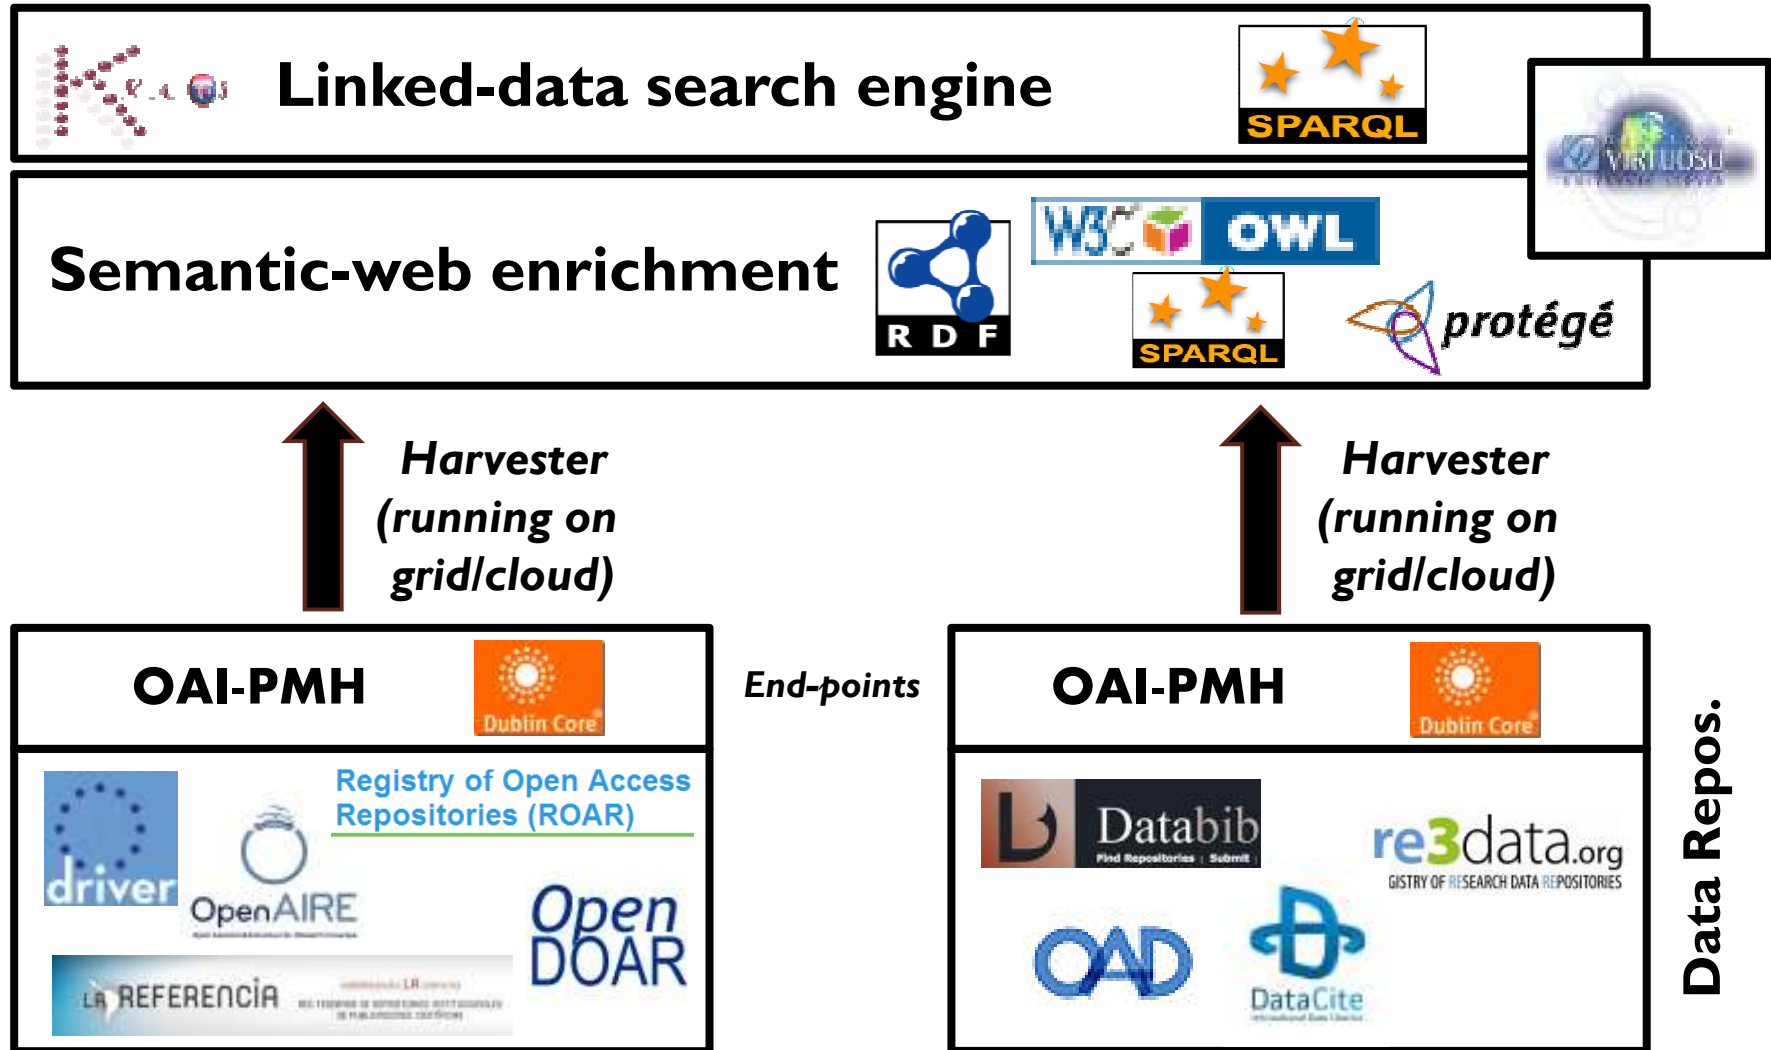 Linked-data search engine
SPARQL
VIRTUOSO
Semantic-web enrichment
RDF
W3C OWL
SPARQL
protégé
Harvester
(running on
grid/cloud)
Harvester
(running on
grid/cloud)
OAI-PMH
Dublin Core
End-points
OAI-PMH
Dublin Core
Data Repos.
driver
OpenAIRE
Registry of Open Access
Repositories (ROAR)
Open
DOAR
LA REFERENCIA
Databib
Find Repositories | Submit
re3data.org
GISTRY OF RESEARCH DATA REPOSITORIES
OAD
DataCite